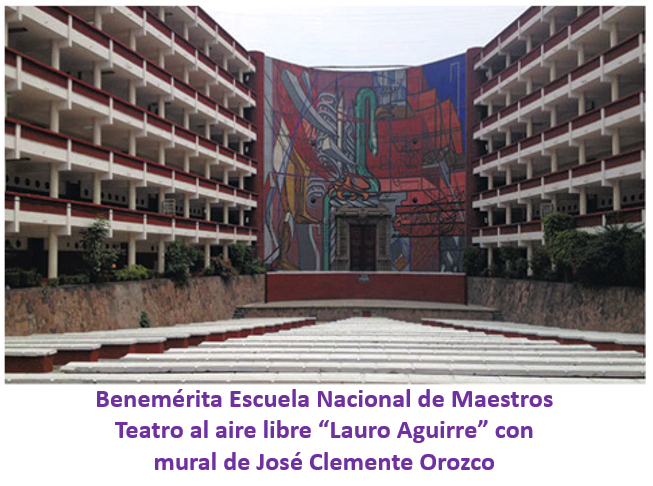 Benemérita Escuela Nacional de Maestros
Teatro al aire libre “Lauro Aguirre” con
mural de José Clemente Orozco